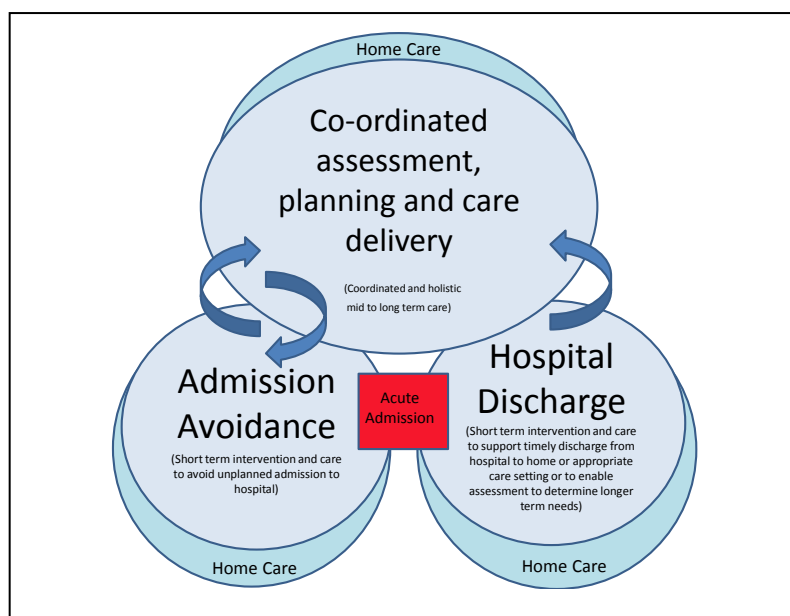 Home Care
Co-ordinated
assessment,
planning and care
delivery
(Coordinated and holistic
mid to long term care)
Admission
Avoidance
(Short term intervention and care
to avoid unplanned admission to
hospital)
Acute
Admission
Hospital
Discharge
(Short term intervention and care
to support timely discharge from
hospital to home or appropriate
care setting or to enable
assessment to determine longer
term needs)
Home Care
Home Care